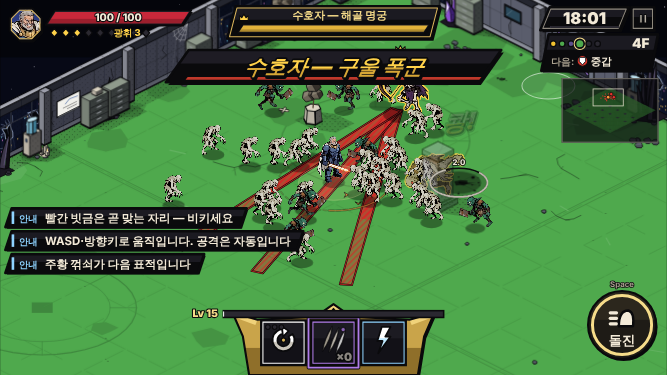 100 / 100
광휘 3
수호자 — 해골 명궁
18:01
4F
다음: 중갑
수호자 — 구울 폭군
쾅!
2.0
안내 빨간 빗금은 곧 맞는 자리 — 비키세요
안내 WASD·방향키로 움직입니다. 공격은 자동입니다
안내 주황 꺾쇠가 다음 표적입니다
Lv 15
×0
Space
돌진